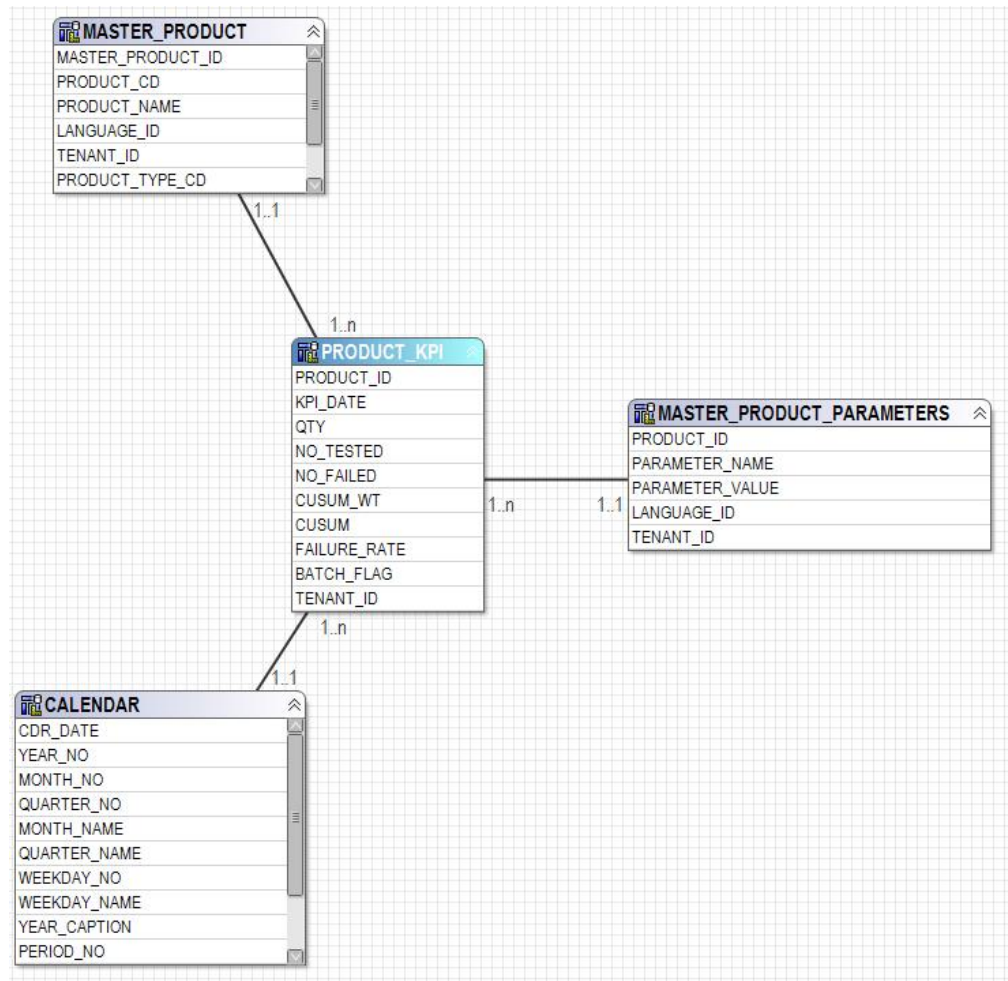 MASTER_PRODUCT
MASTER_PRODUCT_ID
PRODUCT_CD
PRODUCT_NAME
LANGUAGE_ID
TENANT_ID
PRODUCT_TYPE_CD
1..1
1..n
PRODUCT_KPI
PRODUCT_ID
KPI_DATE
QTY
NO_TESTED
NO_FAILED
CUSUM_WT
CUSUM
FAILURE_RATE
BATCH_FLAG
TENANT_ID
1..n
1..1
MASTER_PRODUCT_PARAMETERS
PRODUCT_ID
PARAMETER_NAME
PARAMETER_VALUE
LANGUAGE_ID
TENANT_ID
1..n
1..1
CALENDAR
CDR_DATE
YEAR_NO
MONTH_NO
QUARTER_NO
MONTH_NAME
QUARTER_NAME
WEEKDAY_NO
WEEKDAY_NAME
YEAR_CAPTION
PERIOD_NO